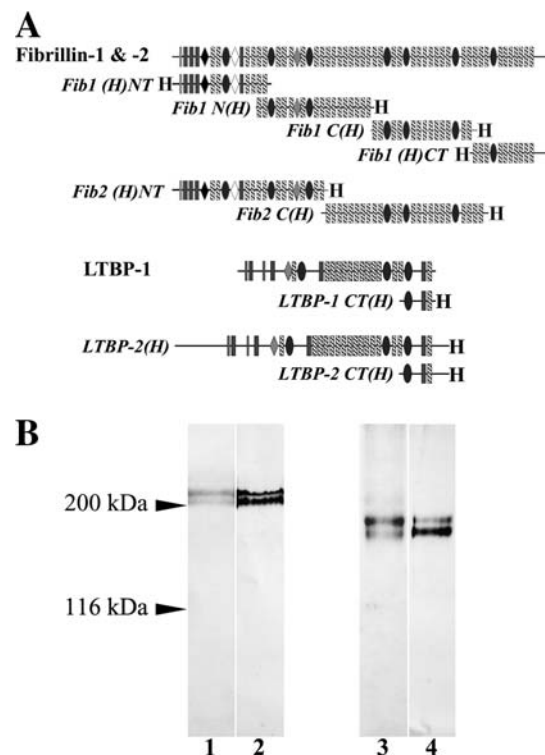 A
Fibrillin-1 & -2
Fib1 (H)NT H
Fib1 N(H) H
Fib1 C(H) H
Fib1 (H)CT H
Fib2 (H)NT H
Fib2 C(H) H
LTBP-1
LTBP-1 CT(H) H
LTBP-2(H) H
LTBP-2 CT(H) H
B
200 kDa
116 kDa
1 2 3 4